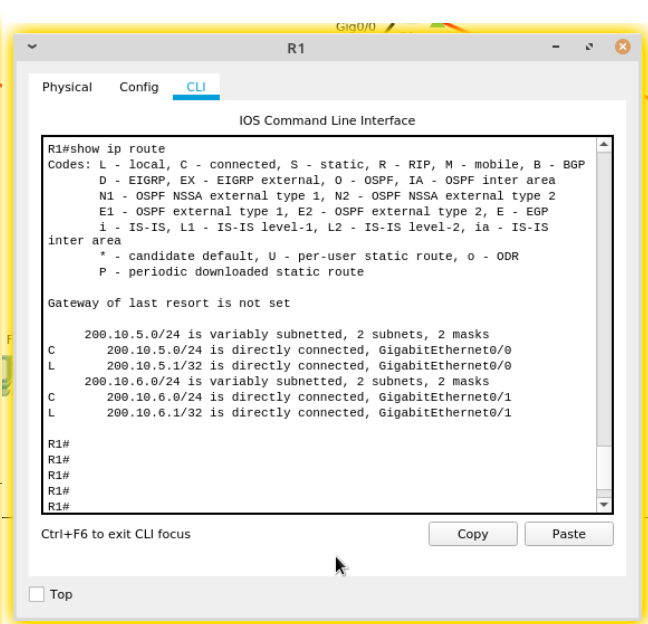 Gig0/0
R1
Physical Config CLI
IOS Command Line Interface
R1#show ip route
Codes: L - local, C - connected, S - static, R - RIP, M - mobile, B - BGP
D - EIGRP, EX - EIGRP external, O - OSPF, IA - OSPF inter area
N1 - OSPF NSSA external type 1, N2 - OSPF NSSA external type 2
E1 - OSPF external type 1, E2 - OSPF external type 2, E - EGP
i - IS-IS, L1 - IS-IS level-1, L2 - IS-IS level-2, ia - IS-IS
inter area
* - candidate default, U - per-user static route, o - ODR
P - periodic downloaded static route
Gateway of last resort is not set
200.10.5.0/24 is variably subnetted, 2 subnets, 2 masks
C 200.10.5.0/24 is directly connected, GigabitEthernet0/0
L 200.10.5.1/32 is directly connected, GigabitEthernet0/0
200.10.6.0/24 is variably subnetted, 2 subnets, 2 masks
C 200.10.6.0/24 is directly connected, GigabitEthernet0/1
L 200.10.6.1/32 is directly connected, GigabitEthernet0/1
R1#
R1#
R1#
R1#
R1#
Ctrl+F6 to exit CLI focus
Copy Paste
Top